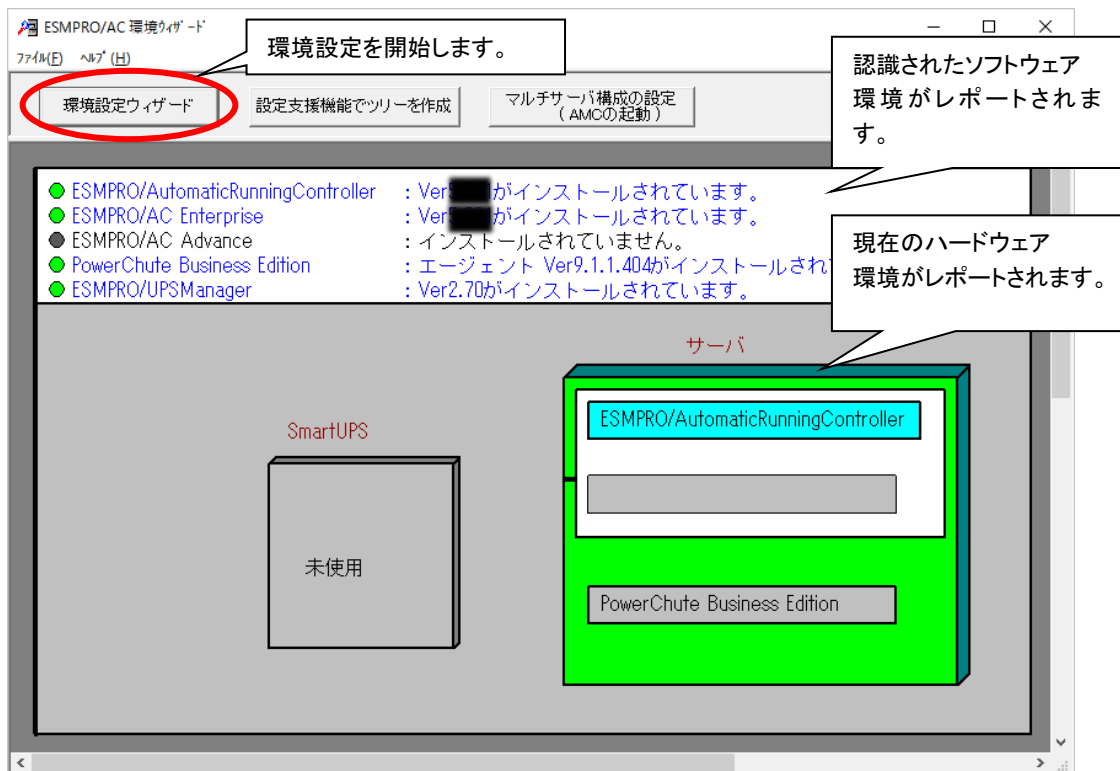 ESMPRO/AC 環境ｳｨｻﾞｰﾄﾞ
ﾌｧｲﾙ(F) ﾍﾙﾌﾟ(H)
環境設定を開始します。
環境設定ウィザード
設定支援機能でツリーを作成
マルチサーバ構成の設定
(AMCの起動)
認識されたソフトウェア
環境がレポートされま
す。
ESMPRO/AutomaticRunningController : Ver がインストールされています。
ESMPRO/AC Enterprise : Ver がインストールされています。
ESMPRO/AC Advance : インストールされていません。
PowerChute Business Edition : エージェント Ver9.1.1.404がインストールされ
ESMPRO/UPSManager : Ver2.70がインストールされています。
現在のハードウェア
環境がレポートされます。
サーバ
SmartUPS
ESMPRO/AutomaticRunningController
未使用
PowerChute Business Edition